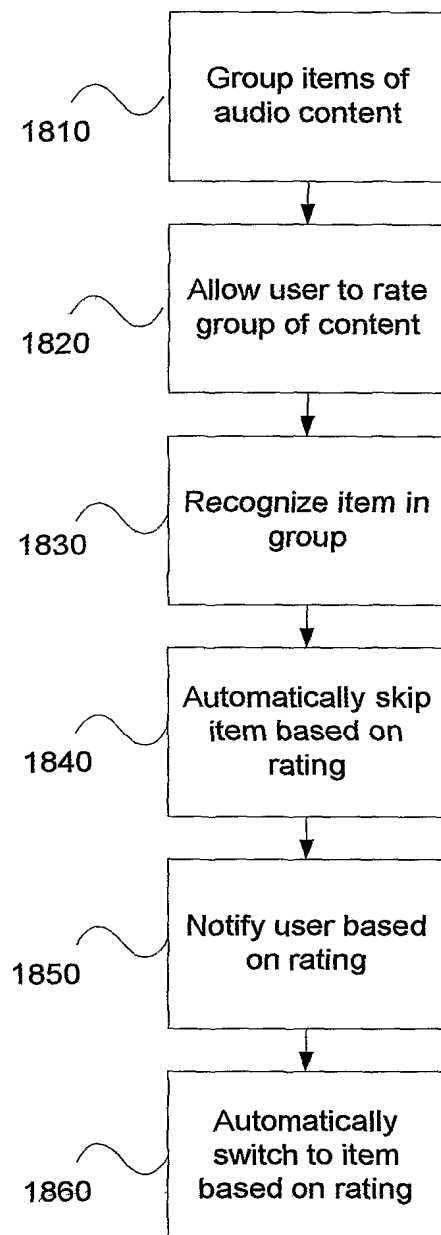 Group items of
audio content
1810
Allow user to rate
group of content
1820
Recognize item in
group
1830
Automatically skip
item based on
rating
1840
Notify user based
on rating
1850
Automatically
switch to item
based on rating
1860